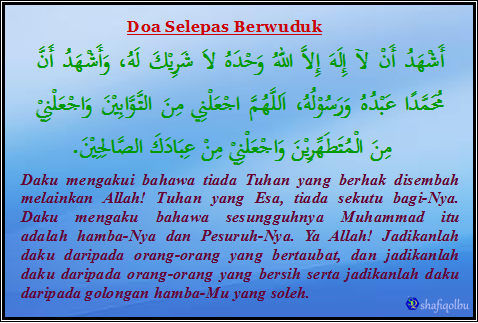 Doa Selepas Berwuduk
أَشْهَدُ أَنْ لآ إِلَهَ إِلاَّ اللهُ وَحْدَهُ لاَ شَرِيْكَ لَهُ، وَأَشْهَدُ أَنَّ
مُحَمَّدًا عَبْدُهُ وَرَسُوْلُهُ، اَللَّهُمَّ اجْعَلْنِي مِنَ التَّوَّابِيْنَ وَاجْعَلْنِيْ
مِنَ الْمُتَطَهِّرِيْنَ وَاجْعَلْنِيْ مِنْ عِبَادَكَ الصَّالِحِيْنَ.
Daku mengakui bahawa tiada Tuhan yang berhak disembah
melainkan Allah! Tuhan yang Esa, tiada sekutu bagi-Nya.
Daku mengaku bahawa sesungguhnya Muhammad itu
adalah hamba-Nya dan Pesuruh-Nya. Ya Allah! Jadikanlah
daku daripada orang-orang yang bertaubat, dan jadikanlah
daku daripada orang-orang yang bersih serta jadikanlah daku
daripada golongan hamba-Mu yang soleh.
shafiqolbu